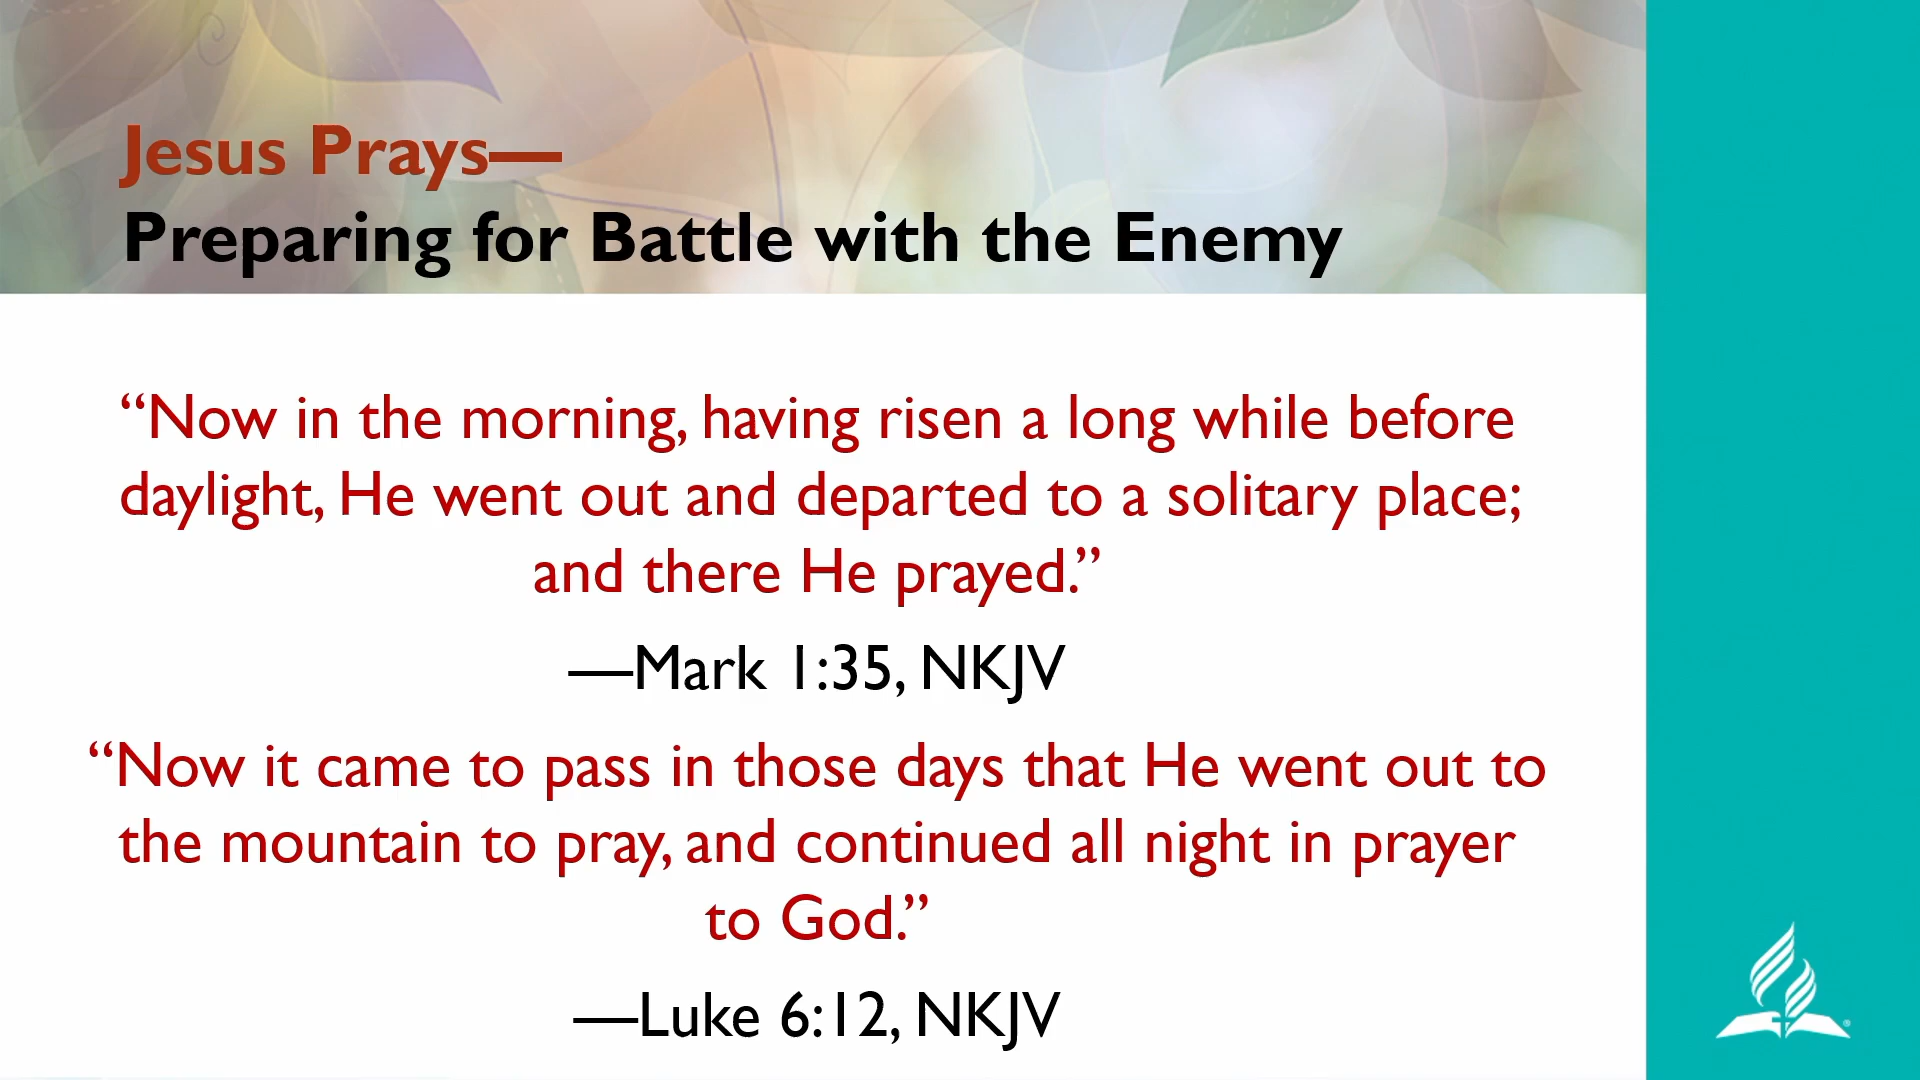 Jesus Prays—
Preparing for Battle with the Enemy
“Now in the morning, having risen a long while before
daylight, He went out and departed to a solitary place;
and there He prayed.”
—Mark 1:35, NKJV
“Now it came to pass in those days that He went out to
the mountain to pray, and continued all night in prayer
to God.”
—Luke 6:12, NKJV
®